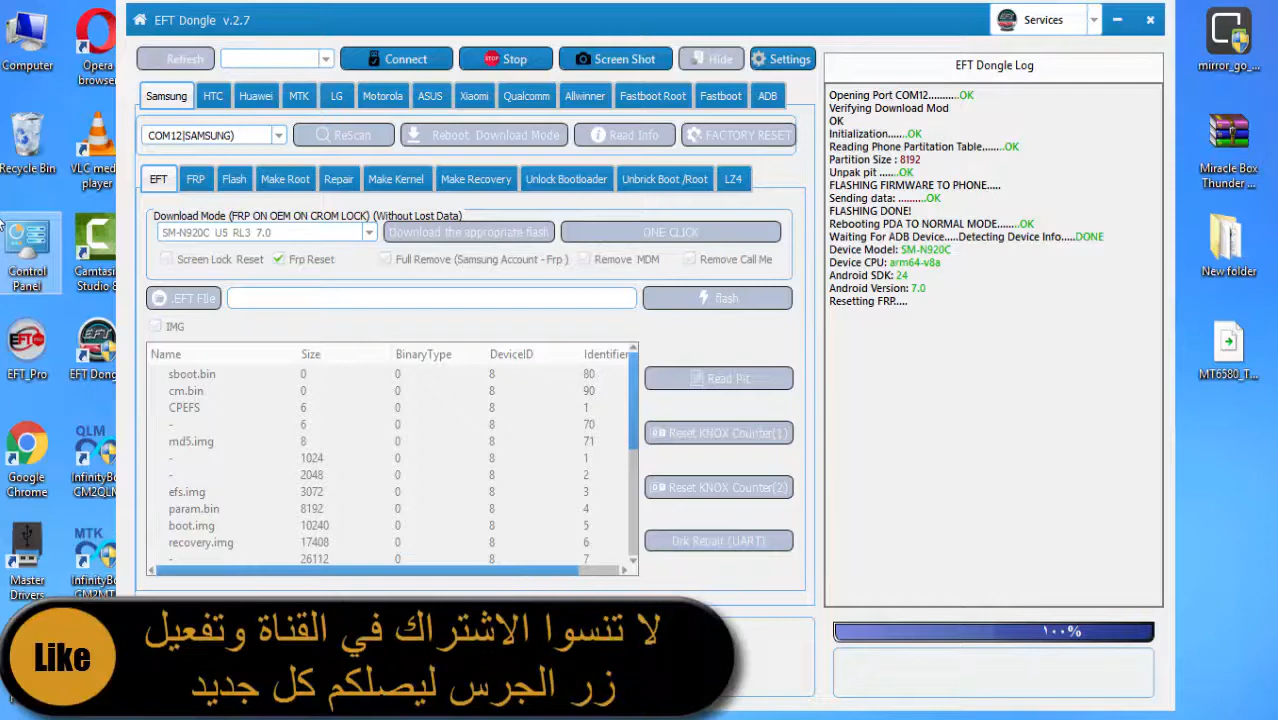 EFT Dongle v.2.7
Services
Computer
Opera browser
Recycle Bin
VLC media player
Control Panel
Camtasia Studio 8
EFT_Pro
EFT Dong
Google Chrome
QLM
InfinityBo CM2QLM
Master Drivers
MTK
InfinityBo CM2MT
Refresh
Connect
STOP
Stop
Screen Shot
Hide
Settings
Samsung
HTC
Huawei
MTK
LG
Motorola
ASUS
Xiaomi
Qualcomm
Allwinner
Fastboot Root
Fastboot
ADB
COM12|SAMSUNG)
ReScan
Reboot Download Mode
Read Info
FACTORY RESET
EFT
FRP
Flash
Make Root
Repair
Make Kernel
Make Recovery
Unlock Bootloader
Unbrick Boot /Root
LZ4
Download Mode (FRP ON OEM ON CROM LOCK) (Without Lost Data)
SM-N920C U5 RL3 7.0
Download the appropriate flash
ONE CLICK
Screen Lock Reset
Frp Reset
Full Remove (Samsung Account - Frp )
Remove MDM
Remove Call Me
.EFT File
flash
IMG
Name Size BinaryType DeviceID Identifier
sboot.bin 0 0 8 80
cm.bin 0 0 8 90
CPEFS 6 0 8 1
- 6 0 8 70
md5.img 8 0 8 71
- 1024 0 8 1
- 2048 0 8 2
efs.img 3072 0 8 3
param.bin 8192 0 8 4
boot.img 10240 0 8 5
recovery.img 17408 0 8 6
- 26112 0 8 7
Read Pit
Reset KNOX Counter(1)
Reset KNOX Counter(2)
Drk Repair (UART)
EFT Dongle Log
Opening Port COM12......OK
Verifying Download Mod
OK
Initialization.......OK
Reading Phone Partitation Table.......OK
Partition Size : 8192
Unpak pit ......OK
FLASHING FIRMWARE TO PHONE.....
Sending data: .........OK
FLASHING DONE!
Rebooting PDA TO NORMAL MODE......OK
Waiting For ADB Device.....Detecting Device Info.....DONE
Device Model: SM-N920C
Device CPU: arm64-v8a
Android SDK: 24
Android Version: 7.0
Resetting FRP.....
١٠٠%
mirror_go_...
Miracle Box Thunder ...
New folder
MT6580_T...
Like
لا تنسوا الاشتراك في القناة وتفعيل
زر الجرس ليصلكم كل جديد